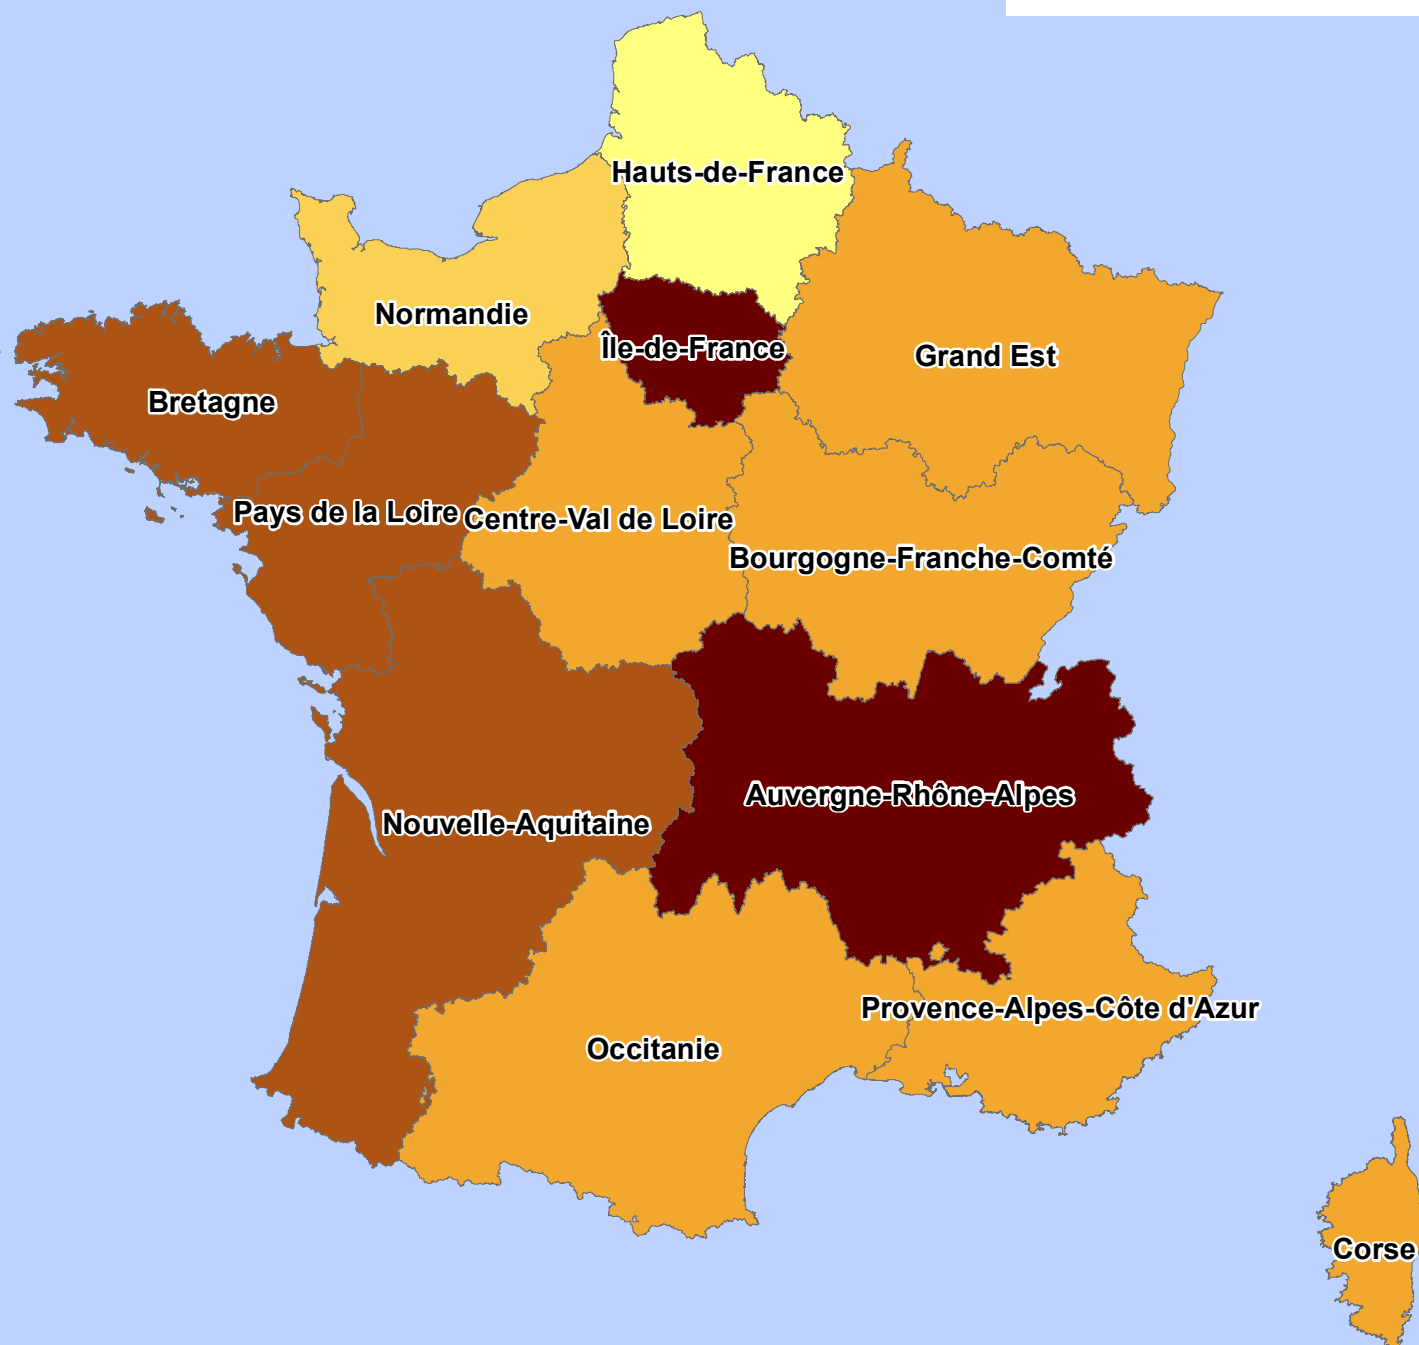 Hauts-de-France
Normandie
Île-de-France
Grand Est
Bretagne
Pays de la Loire
Centre-Val de Loire
Bourgogne-Franche-Comté
Auvergne-Rhône-Alpes
Nouvelle-Aquitaine
Provence-Alpes-Côte d'Azur
Occitanie
Corse